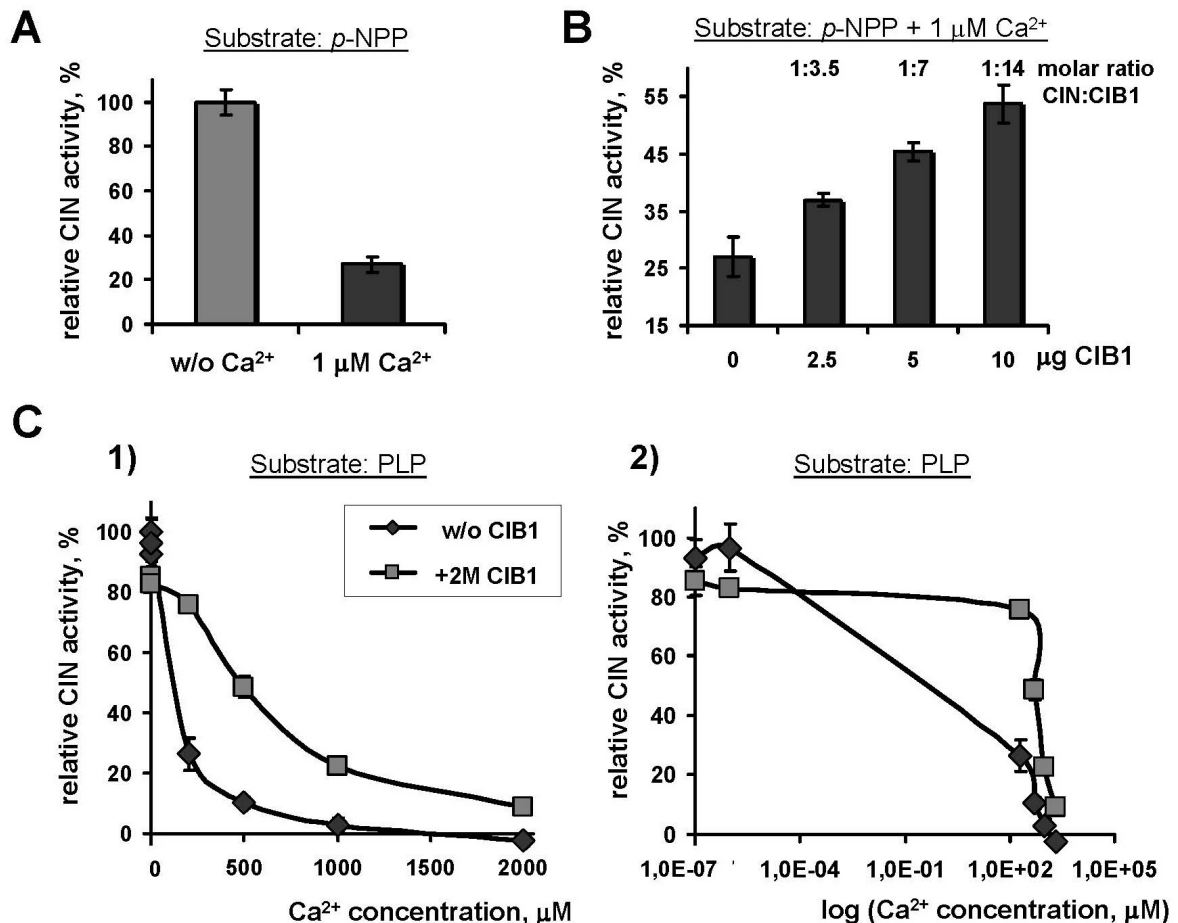 A
Substrate: p-NPP
relative CIN activity, %
100
80
60
40
20
0
w/o Ca²⁺ 1 μM Ca²⁺
B
Substrate: p-NPP + 1 μM Ca²⁺
1:3.5 1:7 1:14 molar ratio
CIN:CIB1
relative CIN activity, %
55
45
35
25
15
0 2.5 5 10 μg CIB1
C
1)
Substrate: PLP
w/o CIB1
+2M CIB1
relative CIN activity, %
100
80
60
40
20
0
0 500 1000 1500 2000
Ca²⁺ concentration, μM
2)
Substrate: PLP
relative CIN activity, %
100
80
60
40
20
0
1,0E-07 1,0E-04 1,0E-01 1,0E+02 1,0E+05
log (Ca²⁺ concentration, μM)